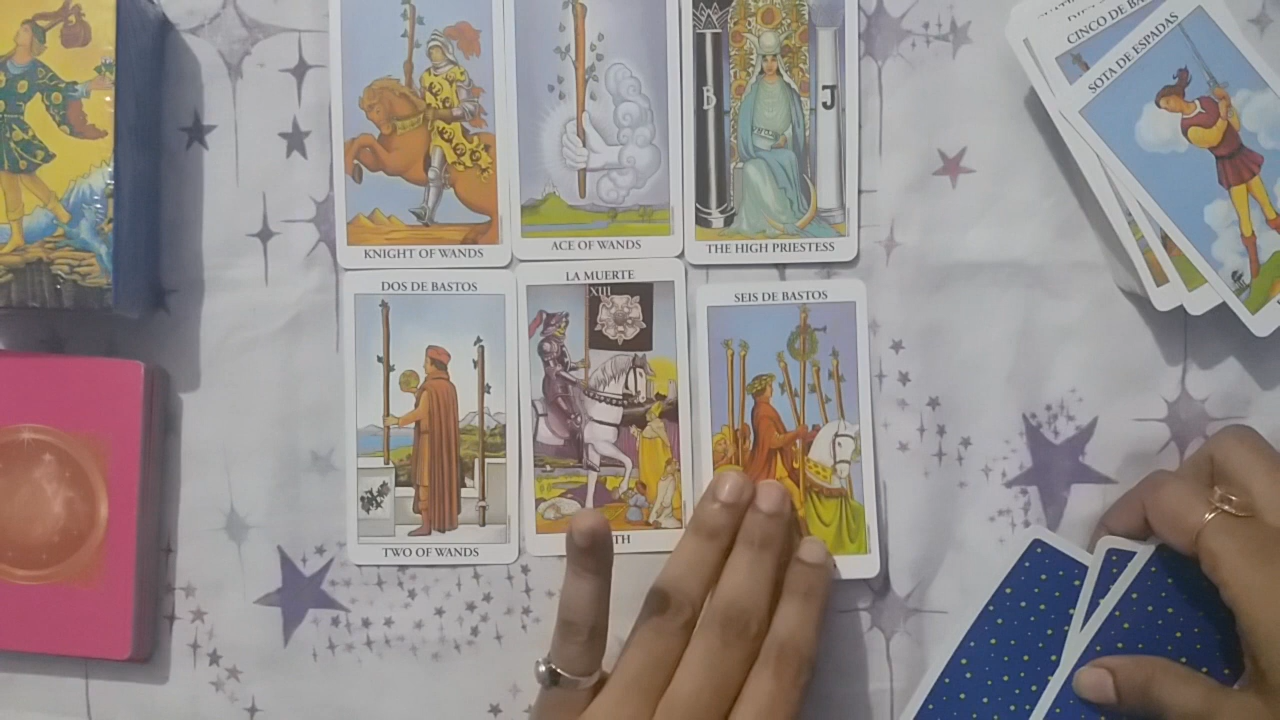 KNIGHT OF WANDS
ACE OF WANDS
B
J
THE HIGH PRIESTESS
DOS DE BASTOS
TWO OF WANDS
LA MUERTE
XIII
TH
SEIS DE BASTOS
CINCO DE BA
SOTA DE ESPADAS